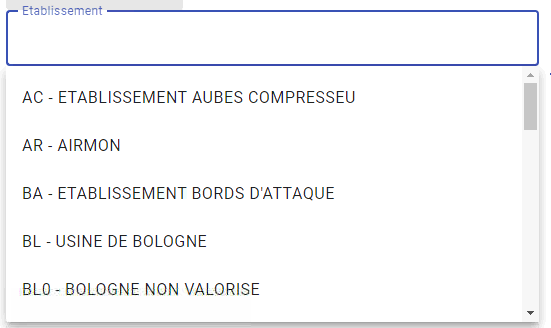 Etablissement
AC - ETABLISSEMENT AUBES COMPRESSEU
AR - AIRMON
BA - ETABLISSEMENT BORDS D'ATTAQUE
BL - USINE DE BOLOGNE
BL0 - BOLOGNE NON VALORISE